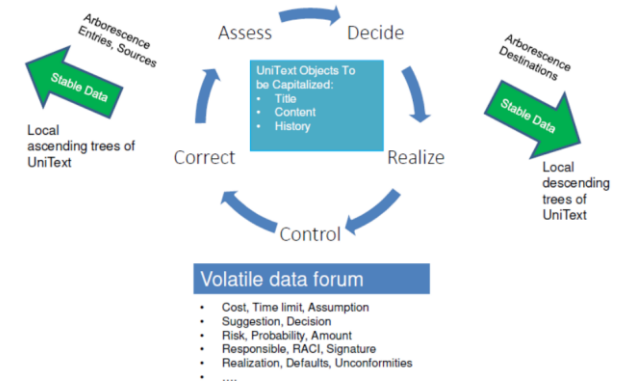 Arborescence
Entries, Sources
Stable Data
Local
ascending trees of
UniText
Assess
Decide
UniText Objects To
be Capitalized:
• Title
• Content
• History
Correct
Realize
Control
Arborescence
Destinations
Stable Data
Local
descending
trees of
UniText
Volatile data forum
• Cost, Time limit, Assumption
• Suggestion, Decision
• Risk, Probability, Amount
• Responsible, RACI, Signature
• Realization, Defaults, Unconformities
• ....